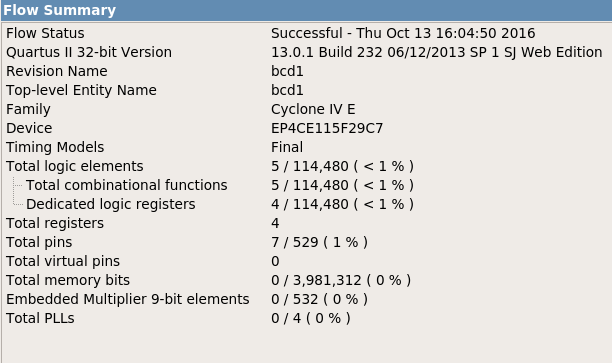 Flow Summary
Flow Status Successful - Thu Oct 13 16:04:50 2016
Quartus II 32-bit Version 13.0.1 Build 232 06/12/2013 SP 1 SJ Web Edition
Revision Name bcd1
Top-level Entity Name bcd1
Family Cyclone IV E
Device EP4CE115F29C7
Timing Models Final
Total logic elements 5 / 114,480 ( < 1 % )
Total combinational functions 5 / 114,480 ( < 1 % )
Dedicated logic registers 4 / 114,480 ( < 1 % )
Total registers 4
Total pins 7 / 529 ( 1 % )
Total virtual pins 0
Total memory bits 0 / 3,981,312 ( 0 % )
Embedded Multiplier 9-bit elements 0 / 532 ( 0 % )
Total PLLs 0 / 4 ( 0 % )